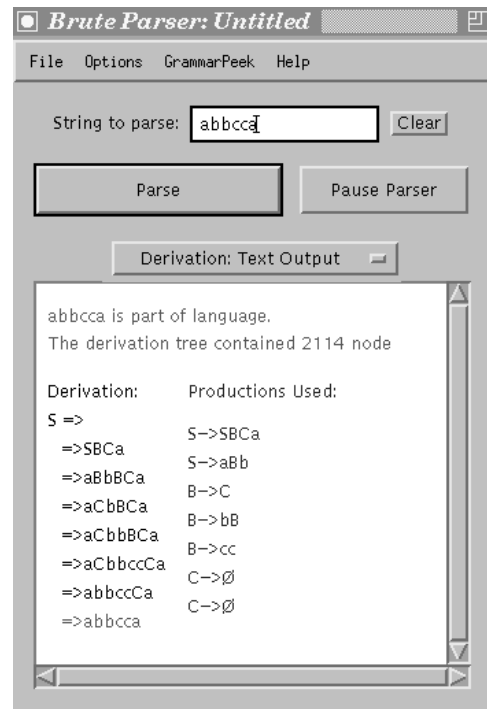 Brute Parser: Untitled
File Options GrammarPeek Help
String to parse: abbcca Clear
Parse Pause Parser
Derivation: Text Output
abbcca is part of language.
The derivation tree contained 2114 node
Derivation: Productions Used:
S =>
=>SBCa S->SBCa
=>aBbBCa S->aBb
=>aCbBCa B->C
=>aCbbBCa B->bB
=>aCbbccCa B->cc
=>abbccCa C->Ø
=>abbcca C->Ø